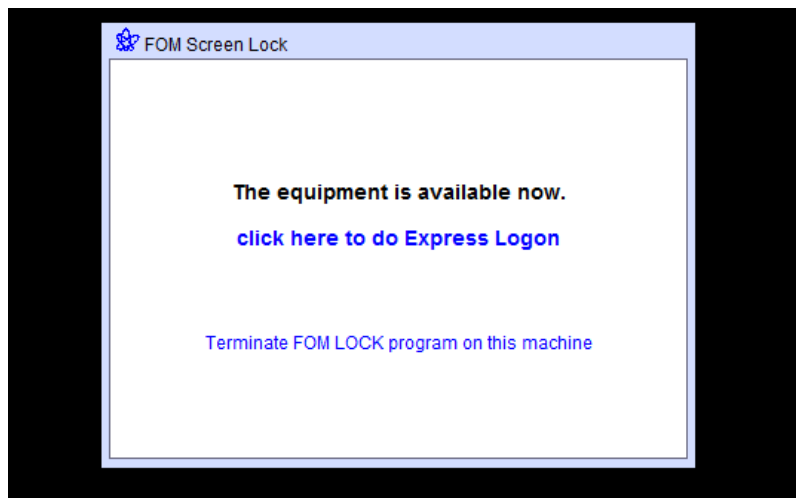 FOM Screen Lock
The equipment is available now.
click here to do Express Logon
Terminate FOM LOCK program on this machine